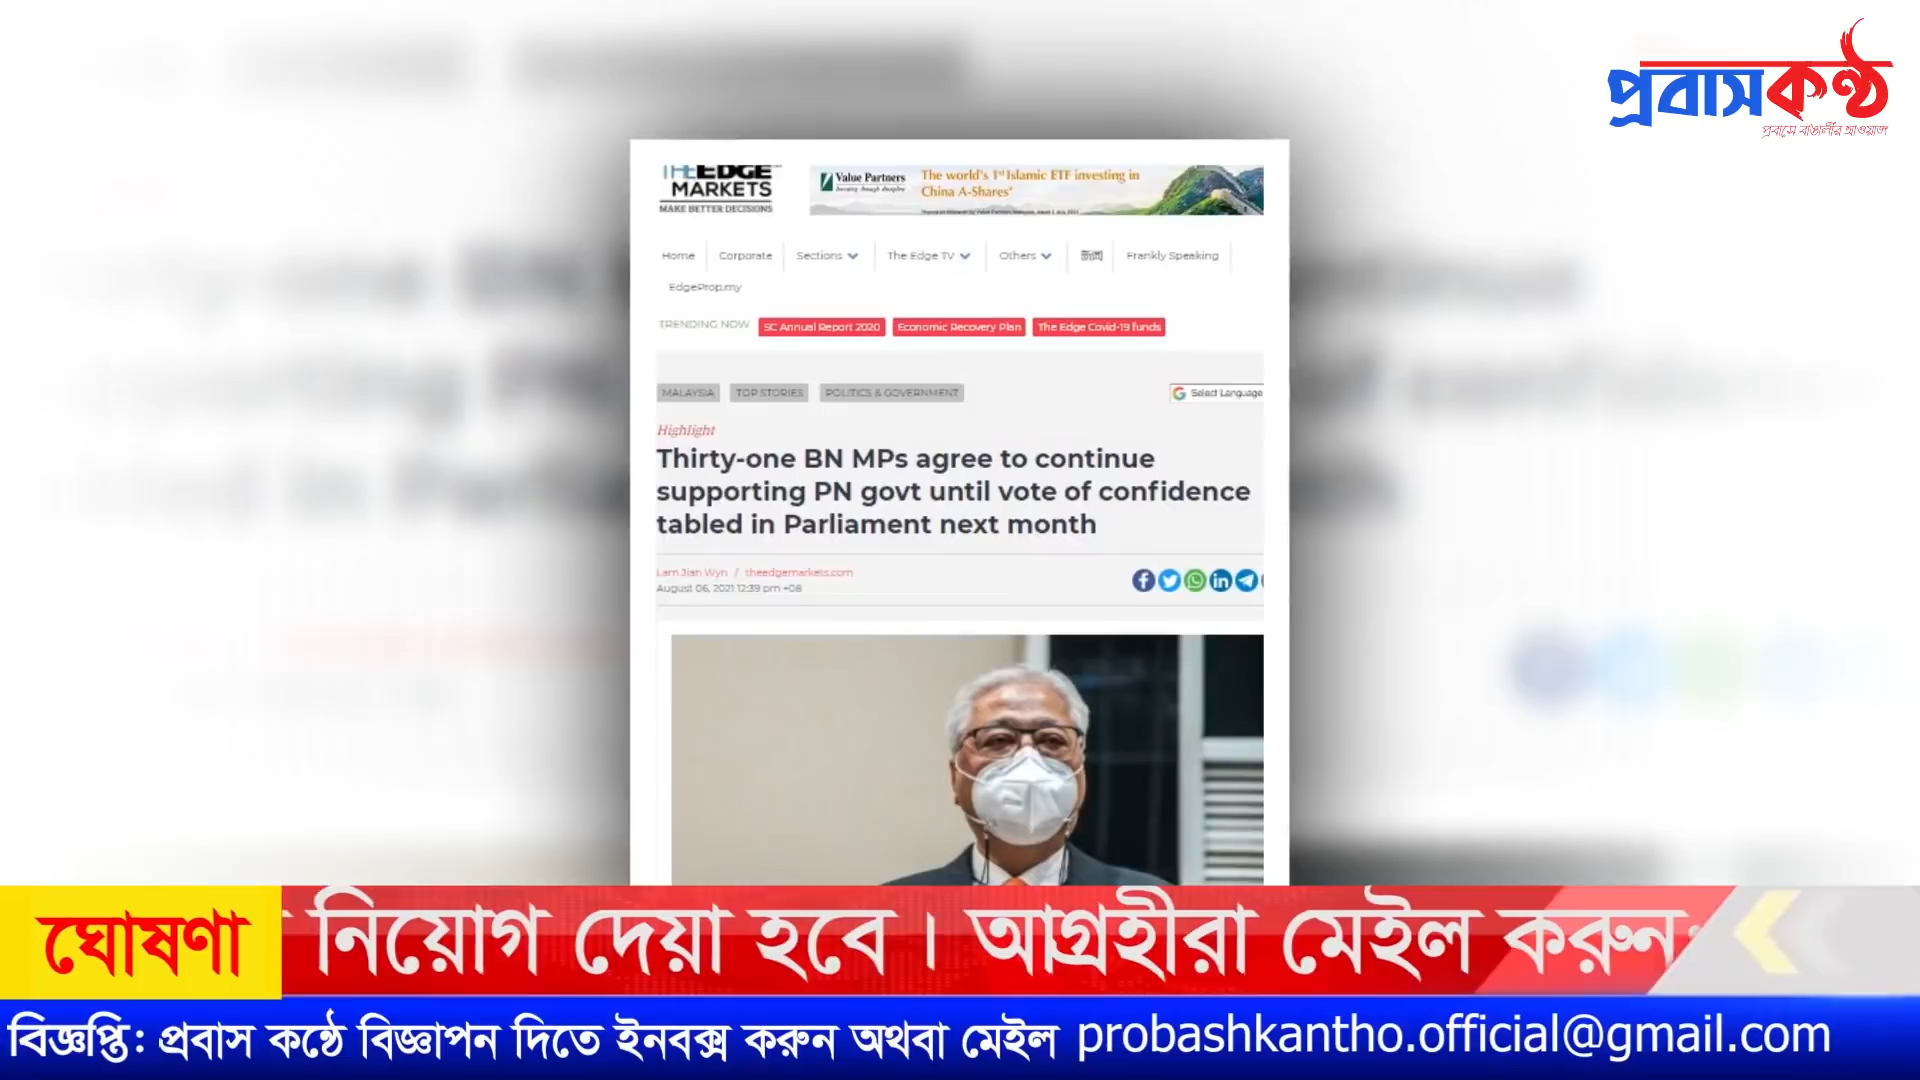 প্রবাসকন্ঠ
প্রবাসে বাঙালীর আওয়াজ
THE EDGE
MARKETS
MAKE BETTER DECISIONS
Value Partners
The world's 1st Islamic ETF investing in
China A-Shares*
Home Corporate Sections The Edge TV Others 新闻 Frankly Speaking
EdgeProp.my
TRENDING NOW SC Annual Report 2020 Economic Recovery Plan The Edge Covid-19 funds
MALAYSIA TOP STORIES POLITICS & GOVERNMENT
Select Language
Highlight
Thirty-one BN MPs agree to continue
supporting PN govt until vote of confidence
tabled in Parliament next month
Lam Jian Wyn / theedgemarkets.com
August 06, 2021 12:39 pm +08
ঘোষণা
নিয়োগ দেয়া হবে। আগ্রহীরা মেইল করুন:
বিজ্ঞপ্তি: প্রবাস কন্ঠে বিজ্ঞাপন দিতে ইনবক্স করুন অথবা মেইল probashkantho.official@gmail.com